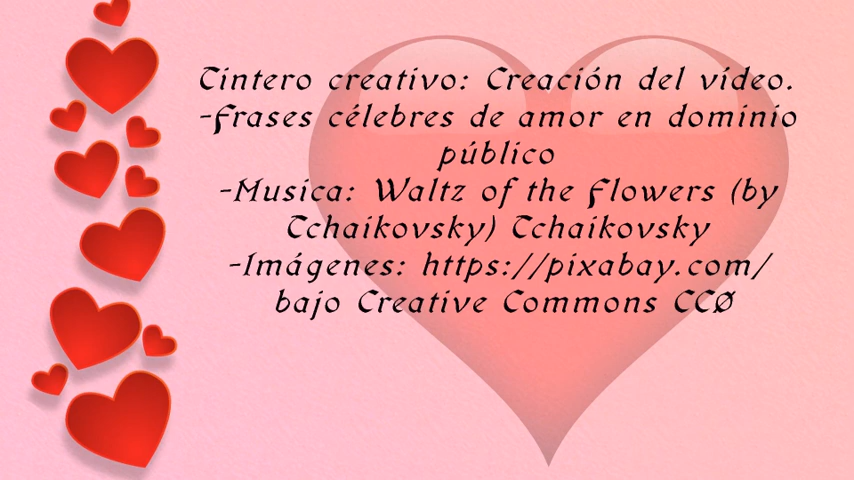 Tintero creativo: Creación del vídeo.
-Frases célebres de amor en dominio
público
-Musica: Waltz of the Flowers (by
Tchaikovsky) Tchaikovsky
-Imágenes: https://pixabay.com/
bajo Creative Commons CC0